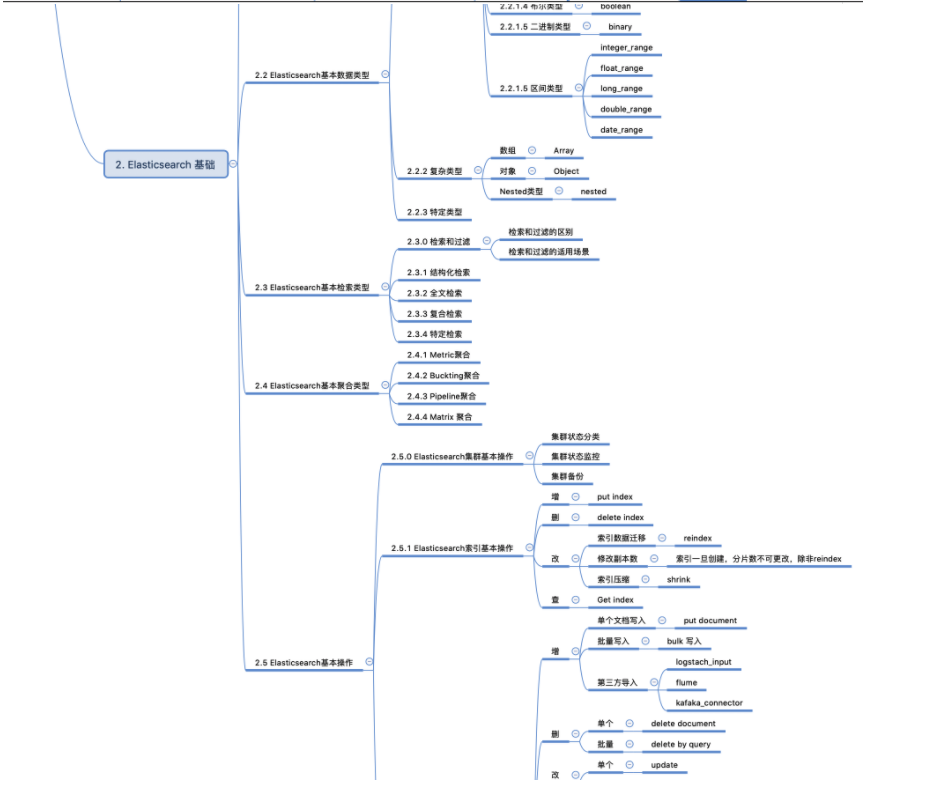 2.2.1.4 布尔类型 boolean
2.2.1.5 二进制类型 binary
integer_range
float_range
2.2 Elasticsearch基本数据类型
2.2.1.5 区间类型
long_range
double_range
date_range
2. Elasticsearch 基础
数组 Array
2.2.2 复杂类型
对象 Object
Nested类型 nested
2.2.3 特定类型
检索和过滤的区别
2.3.0 检索和过滤
检索和过滤的适用场景
2.3.1 结构化检索
2.3 Elasticsearch基本检索类型
2.3.2 全文检索
2.3.3 复合检索
2.3.4 特定检索
2.4.1 Metric聚合
2.4.2 Buckting聚合
2.4 Elasticsearch基本聚合类型
2.4.3 Pipeline聚合
2.4.4 Matrix 聚合
集群状态分类
2.5.0 Elasticsearch集群基本操作
集群状态监控
集群备份
增 put index
删 delete index
索引数据迁移 reindex
2.5.1 Elasticsearch索引基本操作
改
修改副本数 索引一旦创建，分片数不可更改，除非reindex
索引压缩 shrink
查 Get index
单个文档写入 put document
批量写入 bulk 写入
增
2.5 Elasticsearch基本操作
logstach_input
第三方导入
flume
kafaka_connector
单个 delete document
删
批量 delete by query
单个 update
改